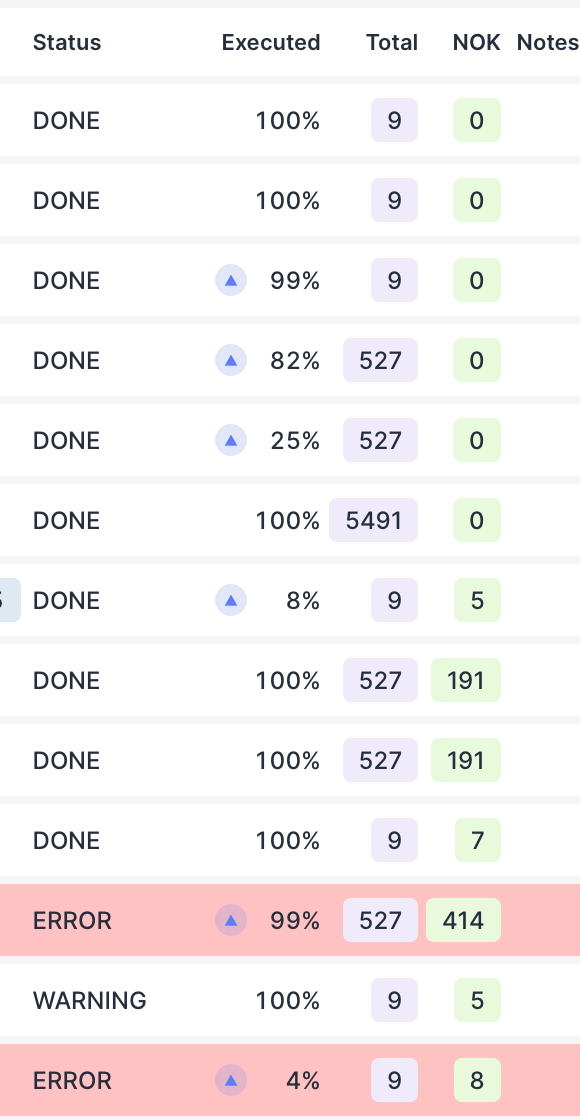 Status Executed Total NOK Notes
DONE 100% 9 0
DONE 100% 9 0
DONE 99% 9 0
DONE 82% 527 0
DONE 25% 527 0
DONE 100% 5491 0
DONE 8% 9 5
DONE 100% 527 191
DONE 100% 527 191
DONE 100% 9 7
ERROR 99% 527 414
WARNING 100% 9 5
ERROR 4% 9 8